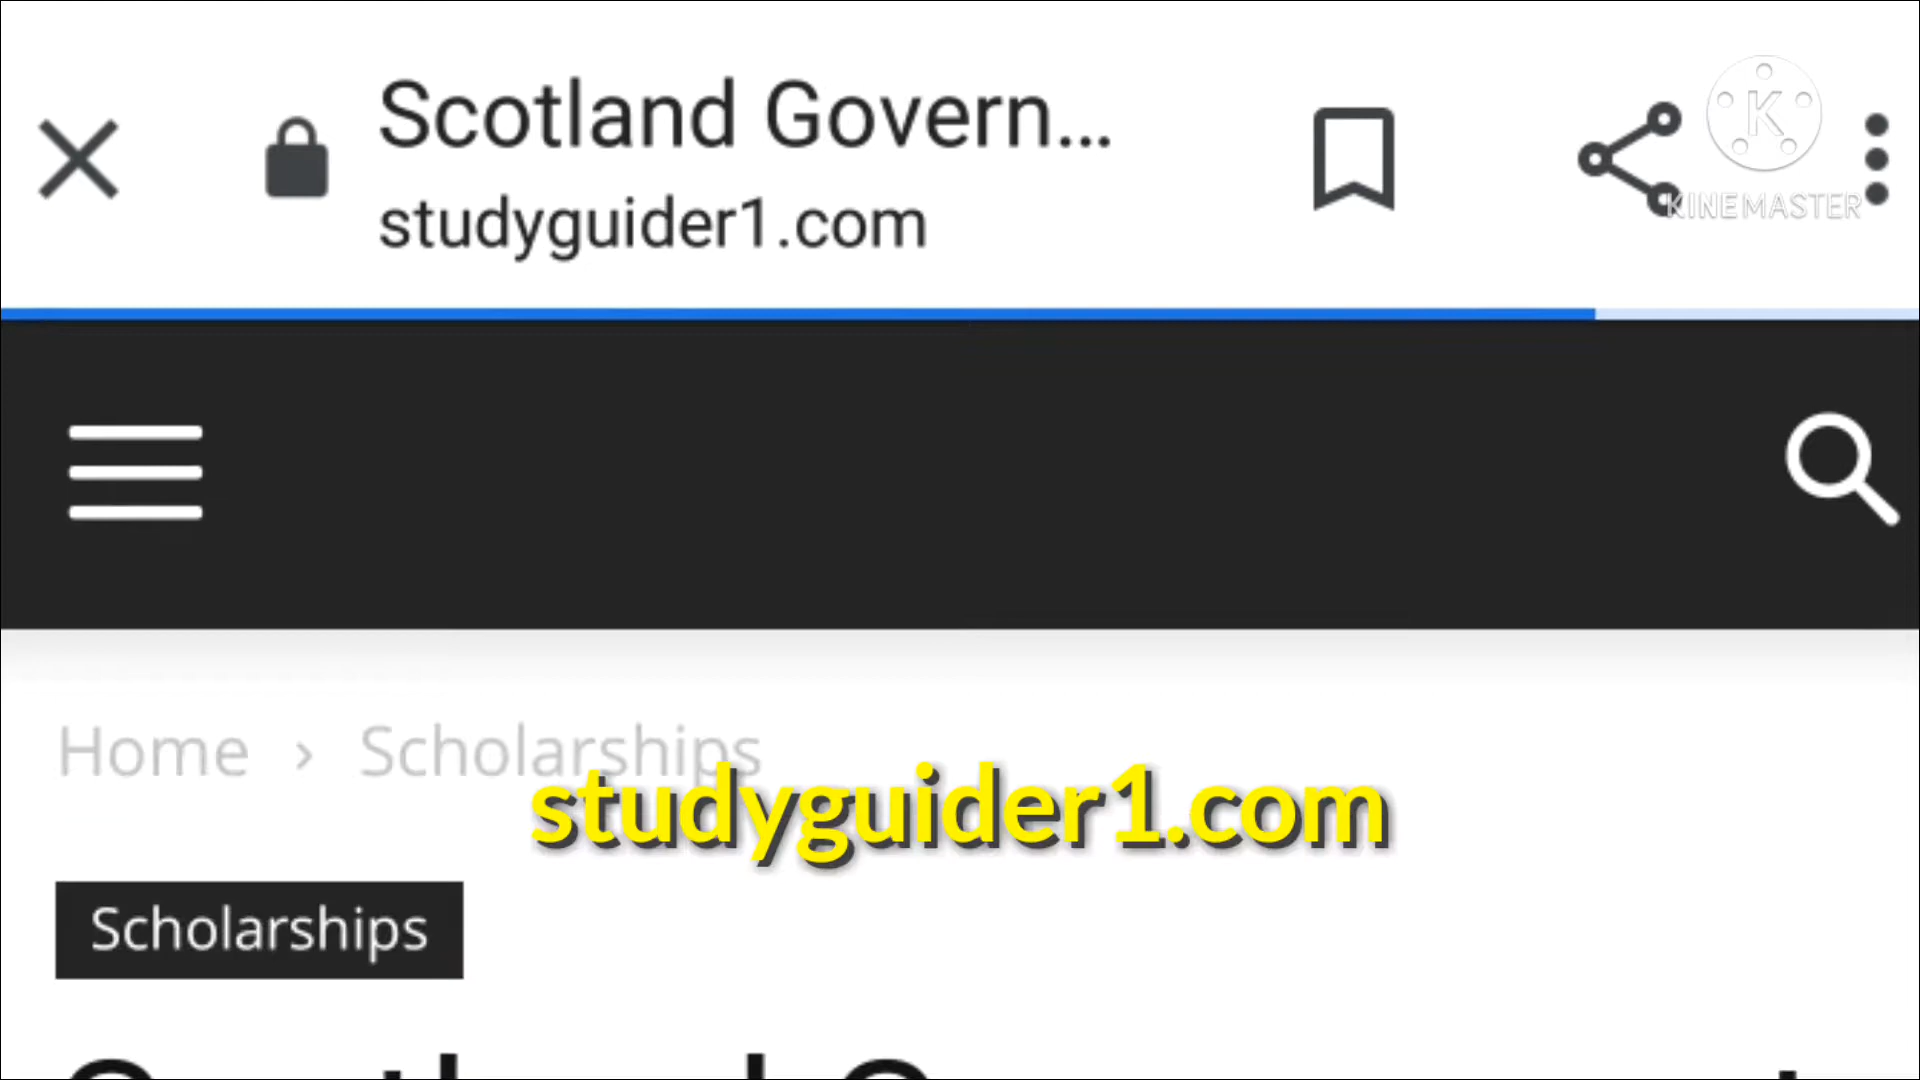 Scotland Govern...
studyguider1.com
K
KINEMASTER
Home › Scholarships
studyguider1.com
Scholarships